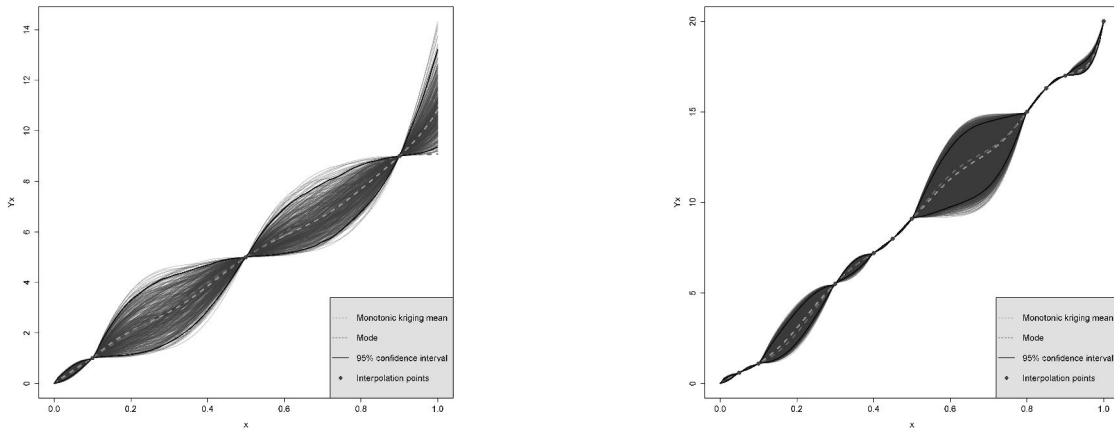 14
12
10
8
6
4
2
0
Yx
0.0 0.2 0.4 0.6 0.8 1.0
x
Monotonic kriging mean
Mode
95% confidence interval
Interpolation points
20
15
10
5
0
Yx
0.0 0.2 0.4 0.6 0.8 1.0
x
Monotonic kriging mean
Mode
95% confidence interval
Interpolation points